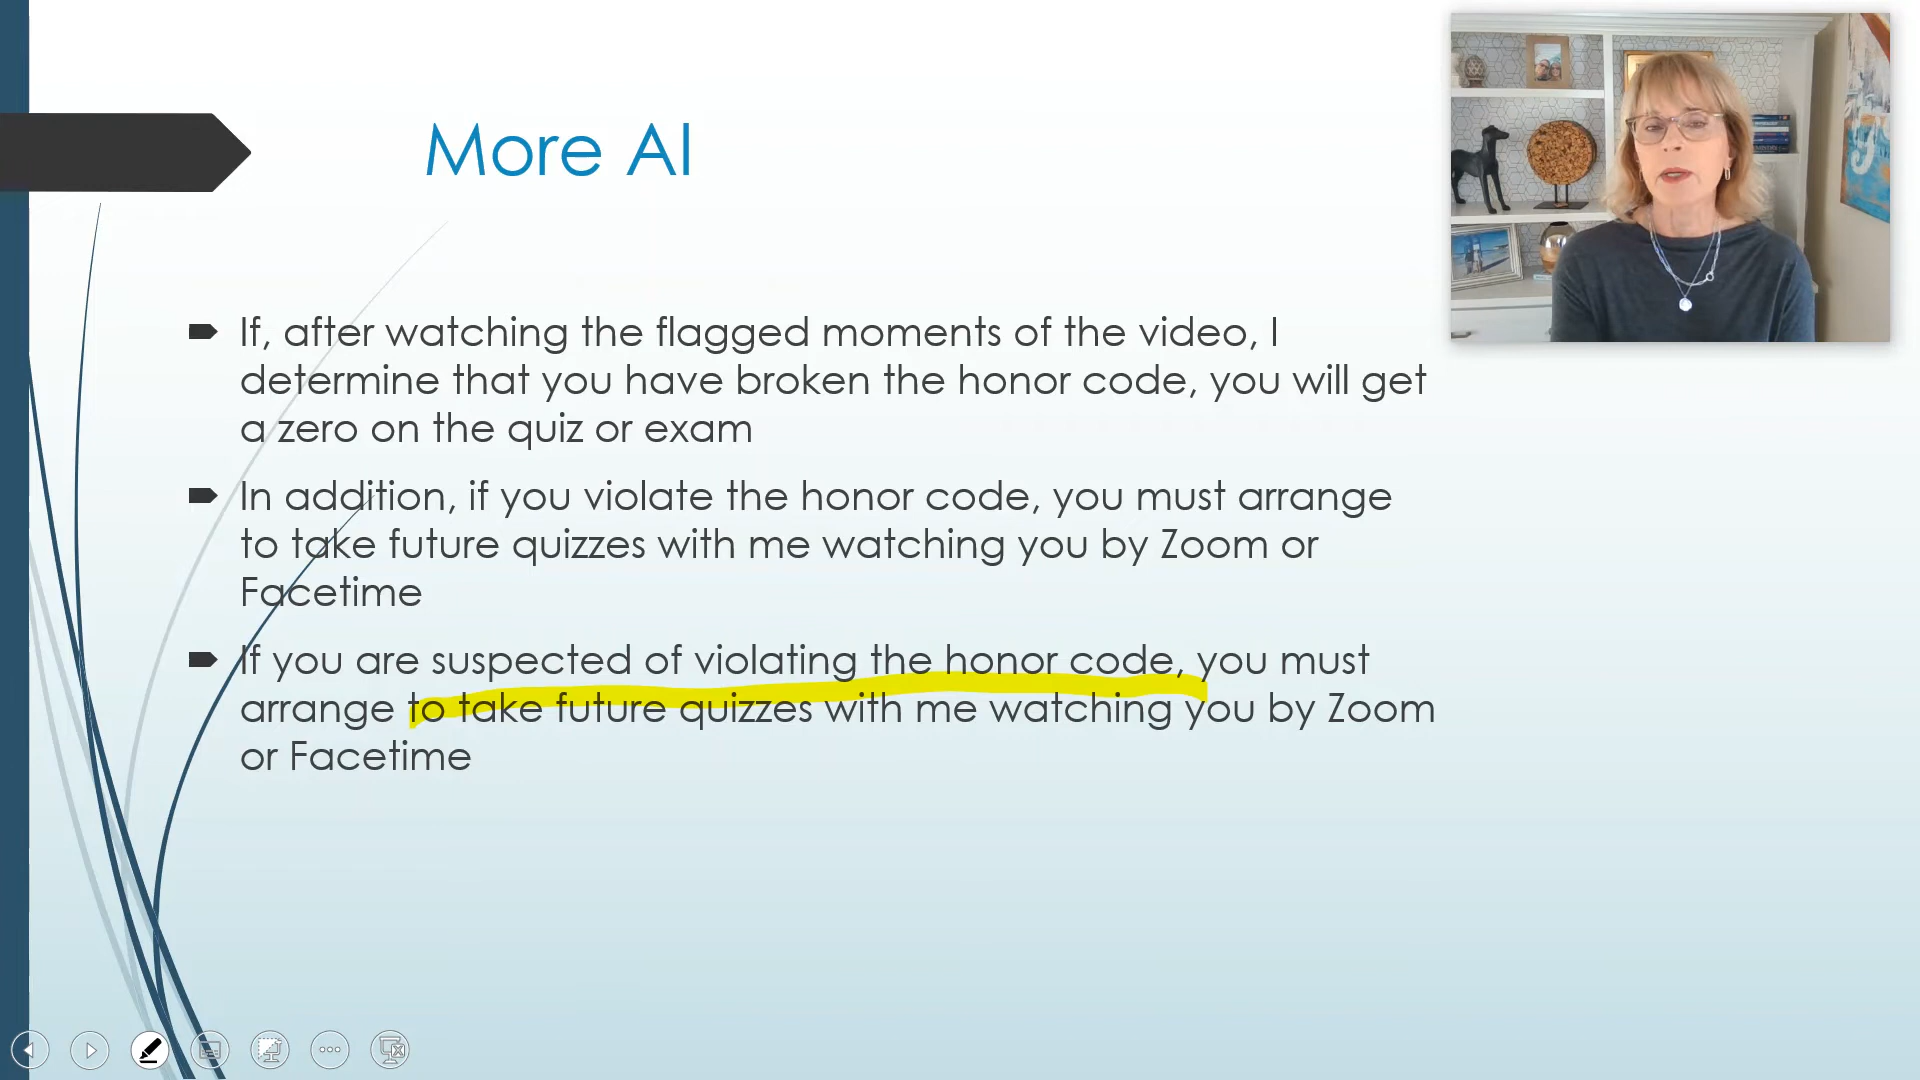 More AI
If, after watching the flagged moments of the video, I
determine that you have broken the honor code, you will get
a zero on the quiz or exam
In addition, if you violate the honor code, you must arrange
to take future quizzes with me watching you by Zoom or
Facetime
If you are suspected of violating the honor code, you must
arrange to take future quizzes with me watching you by Zoom
or Facetime